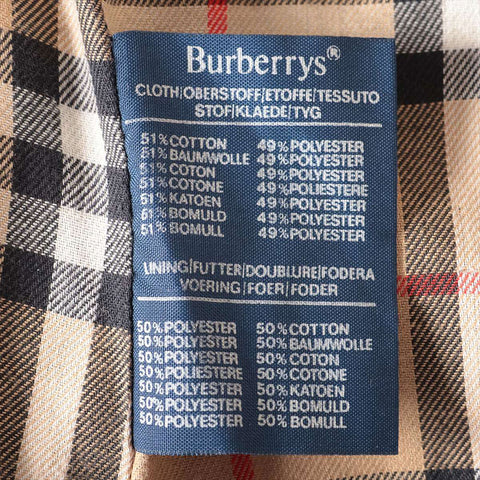 Burberrys®
CLOTH/OBERSTOFF/ETOFFE/TESSUTO
STOF/KLAEDE/TYG
51% COTTON 49% POLYESTER
51% BAUMWOLLE 49% POLYESTER
51% COTON 49% POLYESTER
51% COTONE 49% POLIESTERE
51% KATOEN 49% POLYESTER
51% BOMULD 49% POLYESTER
51% BOMULL 49% POLYESTER
LINING/FUTTER/DOUBLURE/FODERA
VOERING/FOER/FODER
50% POLYESTER 50% COTTON
50% POLYESTER 50% BAUMWOLLE
50% POLYESTER 50% COTON
50% POLIESTERE 50% COTONE
50% POLYESTER 50% KATOEN
50% POLYESTER 50% BOMULD
50% POLYESTER 50% BOMULL